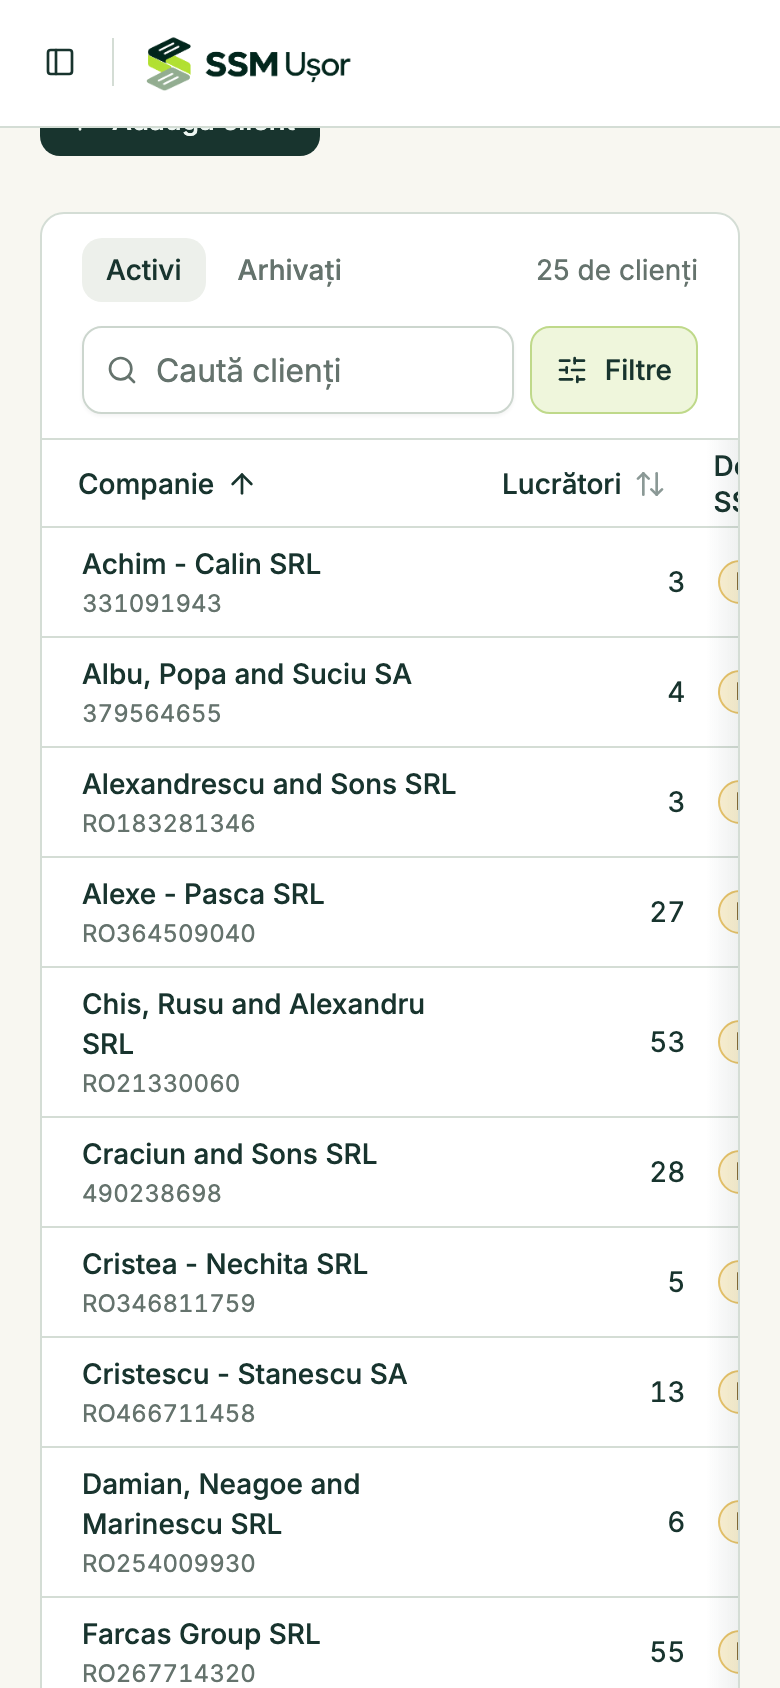 SSM Ușor
Activi
Arhivați
25 de clienți
Caută clienți
Filtre
Companie
Lucrători
Achim - Calin SRL
331091943
3
Albu, Popa and Suciu SA
379564655
4
Alexandrescu and Sons SRL
RO183281346
3
Alexe - Pasca SRL
RO364509040
27
Chis, Rusu and Alexandru
SRL
RO21330060
53
Craciun and Sons SRL
490238698
28
Cristea - Nechita SRL
RO346811759
5
Cristescu - Stanescu SA
RO466711458
13
Damian, Neagoe and
Marinescu SRL
RO254009930
6
Farcas Group SRL
RO267714320
55